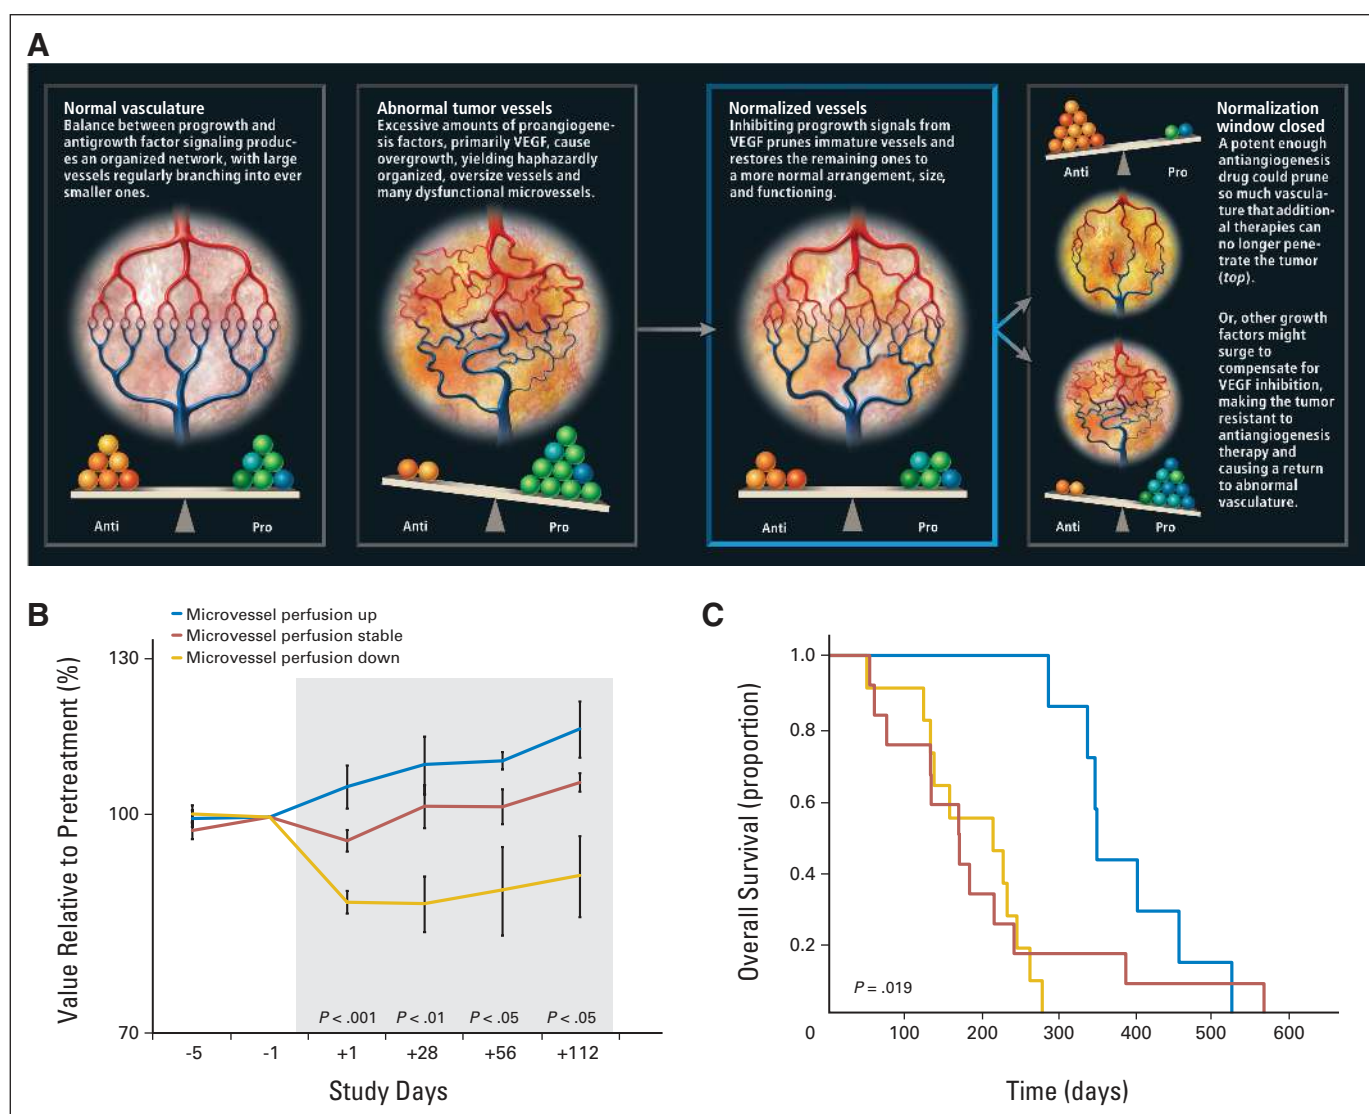 A
Normal vasculature
Balance between progrowth and
antigrowth factor signaling produc-
es an organized network, with large
vessels regularly branching into ever
smaller ones.
Anti
Pro
Abnormal tumor vessels
Excessive amounts of proangiogene-
sis factors, primarily VEGF, cause
overgrowth, yielding haphazardly
organized, oversize vessels and
many dysfunctional microvessels.
Anti
Pro
Normalized vessels
Inhibiting progrowth signals from
VEGF prunes immature vessels and
restores the remaining ones to
a more normal arrangement, size,
and functioning.
Anti
Pro
Anti
Pro
Normalization
window closed
A potent enough
antiangiogenesis
drug could prune
so much vascula-
ture that addition-
al therapies can
no longer pene-
trate the tumor
(top).
Or, other growth
factors might
surge to
compensate for
VEGF inhibition,
making the tumor
resistant to
antiangiogenesis
therapy and
causing a return
to abnormal
vasculature.
Anti
Pro
B
Microvessel perfusion up
Microvessel perfusion stable
Microvessel perfusion down
Value Relative to Pretreatment (%)
130
100
70
P < .001
P < .01
P < .05
P < .05
-5
-1
+1
+28
+56
+112
Study Days
C
Overall Survival (proportion)
1.0
0.8
0.6
0.4
0.2
P = .019
0
100
200
300
400
500
600
Time (days)